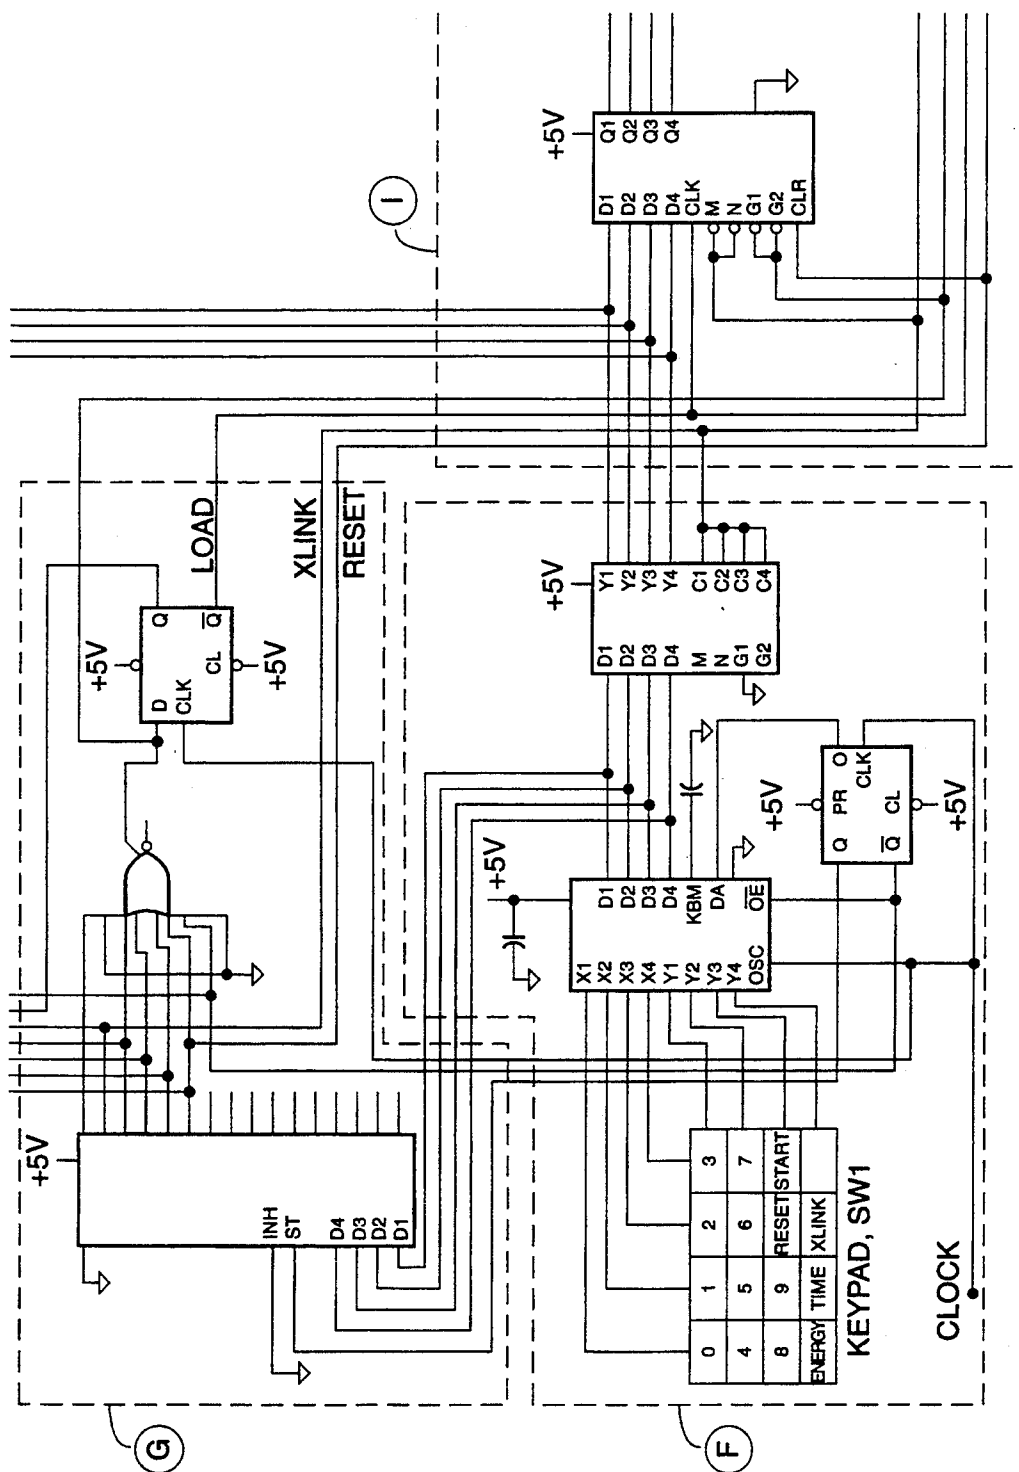 G
+5V
INH
ST
D4
D3
D2
D1
+5V
D
CLK
Q
CL
Q
+5V
LOAD
XLINK
RESET
I
+5V
D1 Q1
D2 Q2
D3 Q3
D4 Q4
CLK
M
N
G1
G2
CLR
F
0 1 2 3
4 5 6 7
8 9 RESET START
ENERGY TIME XLINK
KEYPAD, SW1
CLOCK
+5V
X1 D1
X2 D2
X3 D3
X4 D4
Y1 KBM
Y2 DA
Y3
Y4
OSC OE
+5V
Q PR O
CLK
Q CL
+5V
+5V
D1 Y1
D2 Y2
D3 Y3
D4 Y4
M C1
N C2
G1 C3
G2 C4